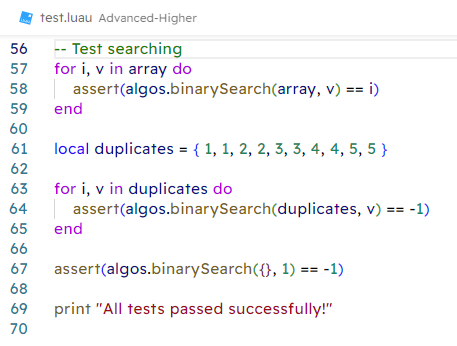 test.luau Advanced-Higher
56 -- Test searching
57 for i, v in array do
58 assert(algos.binarySearch(array, v) == i)
59 end
60
61 local duplicates = { 1, 1, 2, 2, 3, 3, 4, 4, 5, 5 }
62
63 for i, v in duplicates do
64 assert(algos.binarySearch(duplicates, v) == -1)
65 end
66
67 assert(algos.binarySearch({}, 1) == -1)
68
69 print "All tests passed successfully!"
70